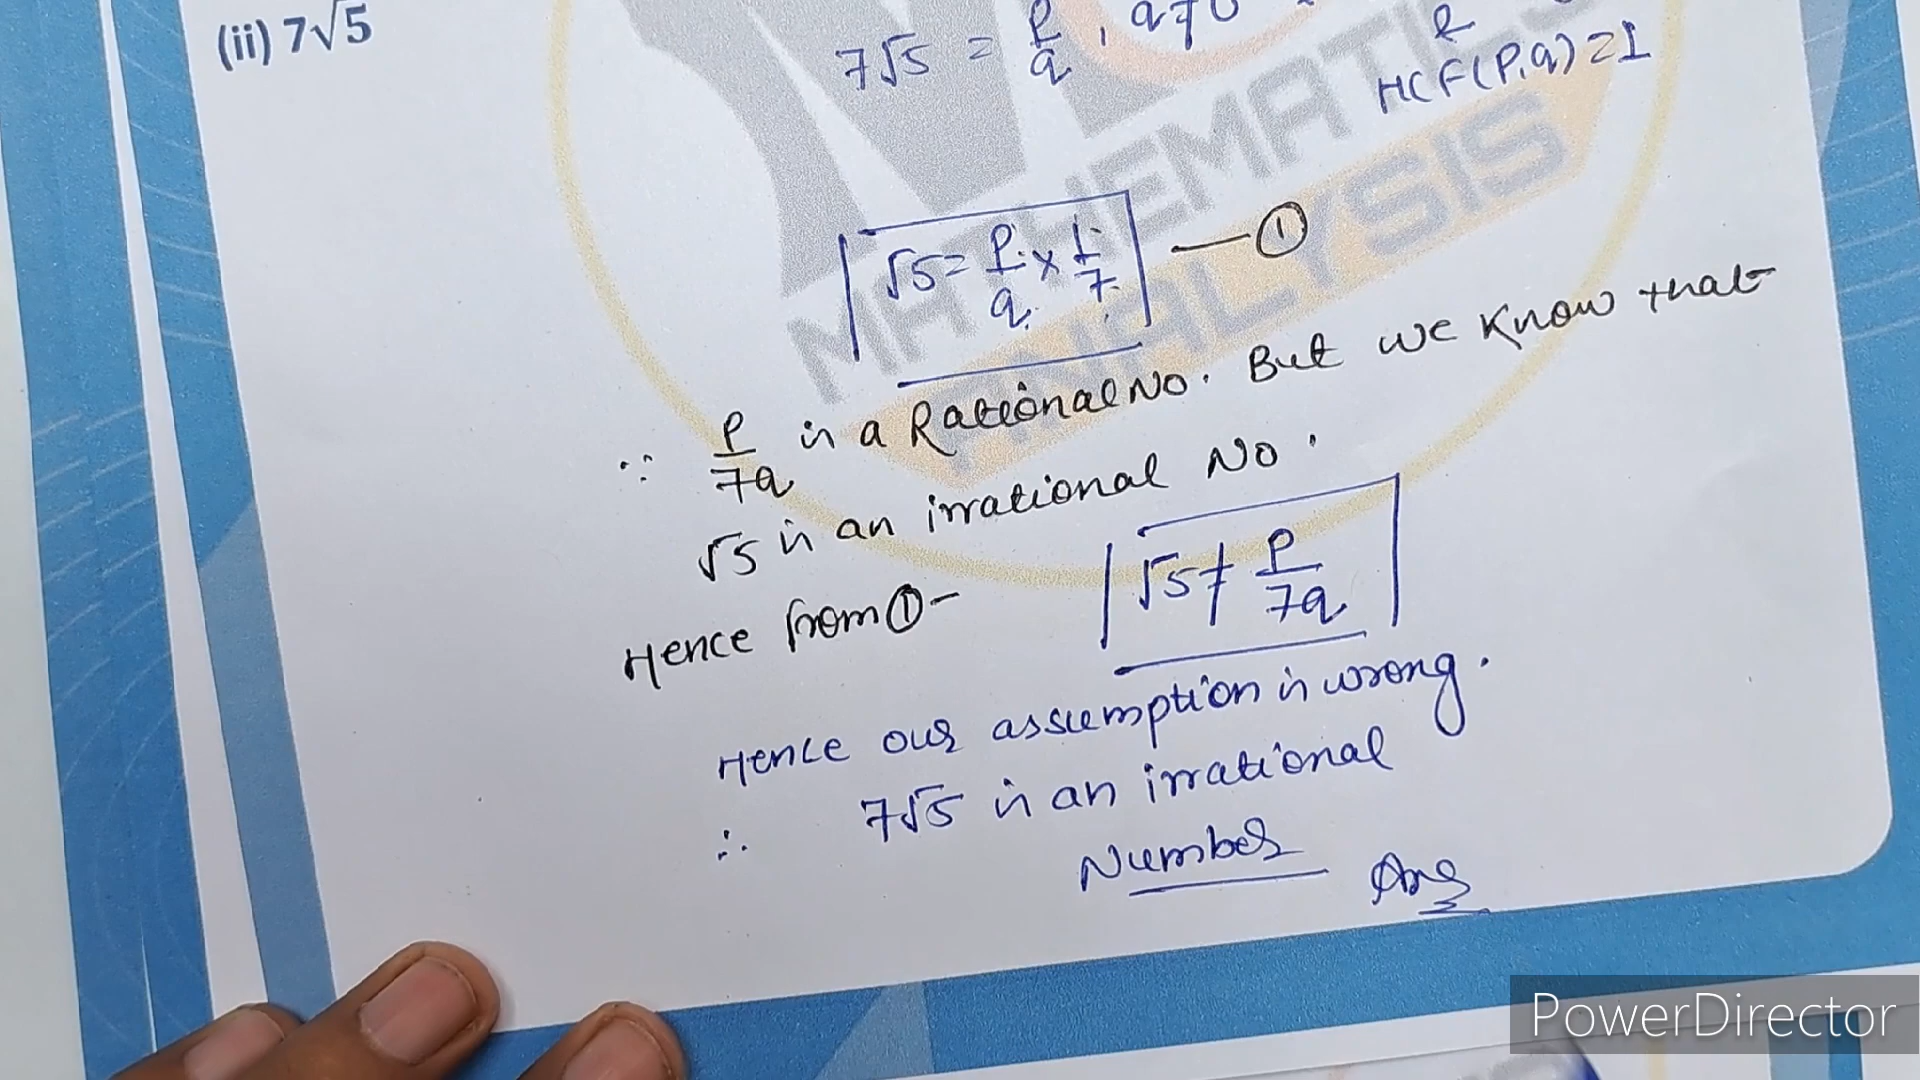 (ii) 7√5
7√5 = p/q , q≠0 &
HCF(P,q)=1
√5 = P/q × 1/7 — ①
∵ P/7q is a Rational No. But we Know that
√5 is an irrational No.
Hence from ① - √5 ≠ P/7q
Hence our assumption is wrong.
∴ 7√5 is an irrational
Number Ans
MATHEMATICS
ANALYSIS
PowerDirector